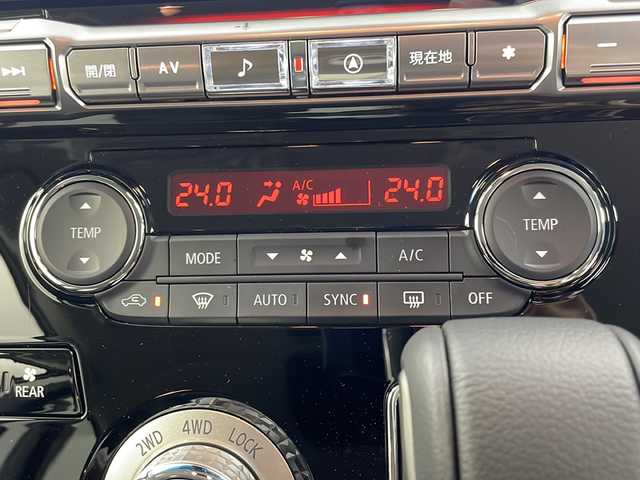 開/閉 AV 現在地 *
24.0 A/C 24.0
TEMP TEMP
MODE A/C
AUTO SYNC OFF
REAR
2WD 4WD LOCK